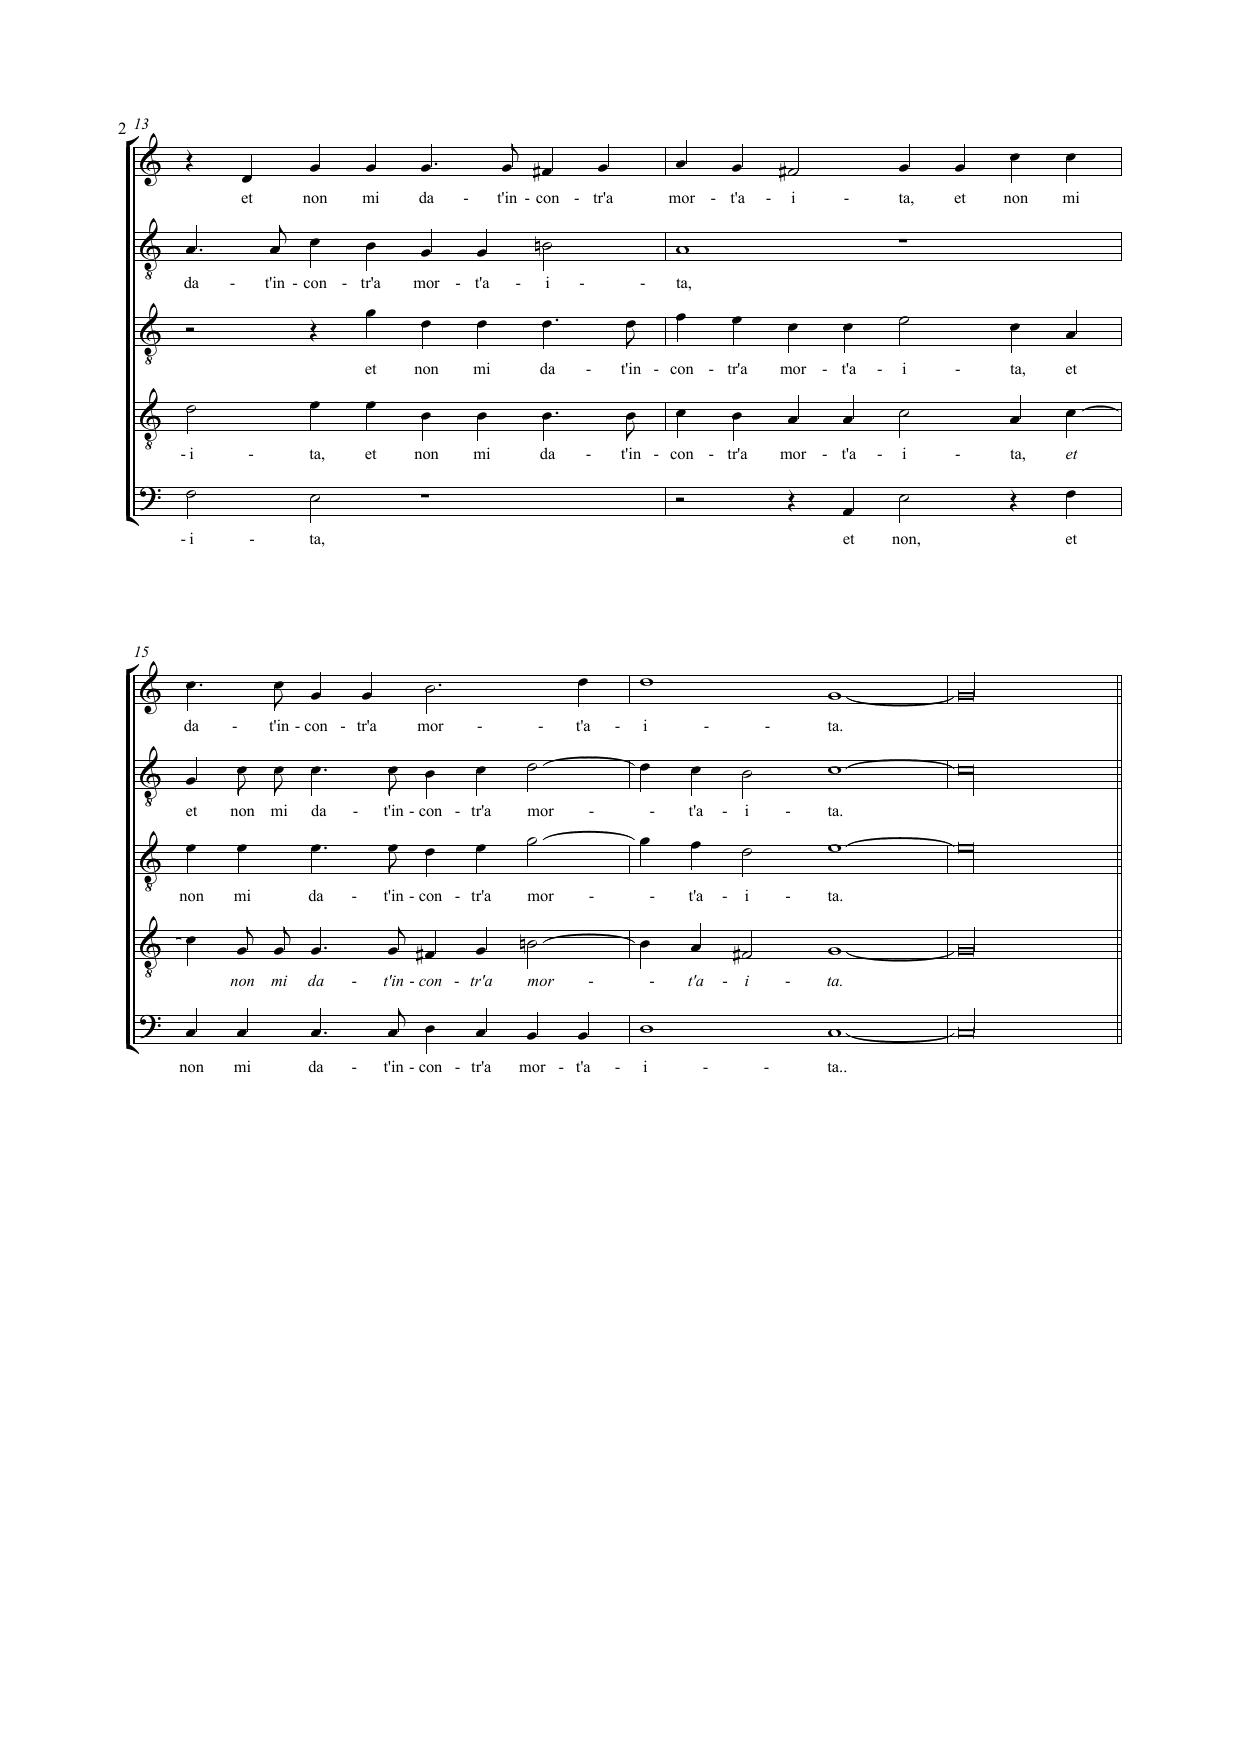 2 13
et non mi da - t'in - con - tr'a mor - t'a - i - ta, et non mi
da - t'in - con - tr'a mor - t'a - i - - ta,
et non mi da - t'in - con - tr'a mor - t'a - i - ta, et
- i - ta, et non mi da - t'in - con - tr'a mor - t'a - i - ta, et
- i - ta, et non, et
15
da - t'in - con - tr'a mor - - t'a - i - - ta.
et non mi da - t'in - con - tr'a mor - - t'a - i - ta.
non mi da - t'in - con - tr'a mor - - t'a - i - ta.
non mi da - t'in - con - tr'a mor - - t'a - i - ta.
non mi da - t'in - con - tr'a mor - t'a - i - - ta..